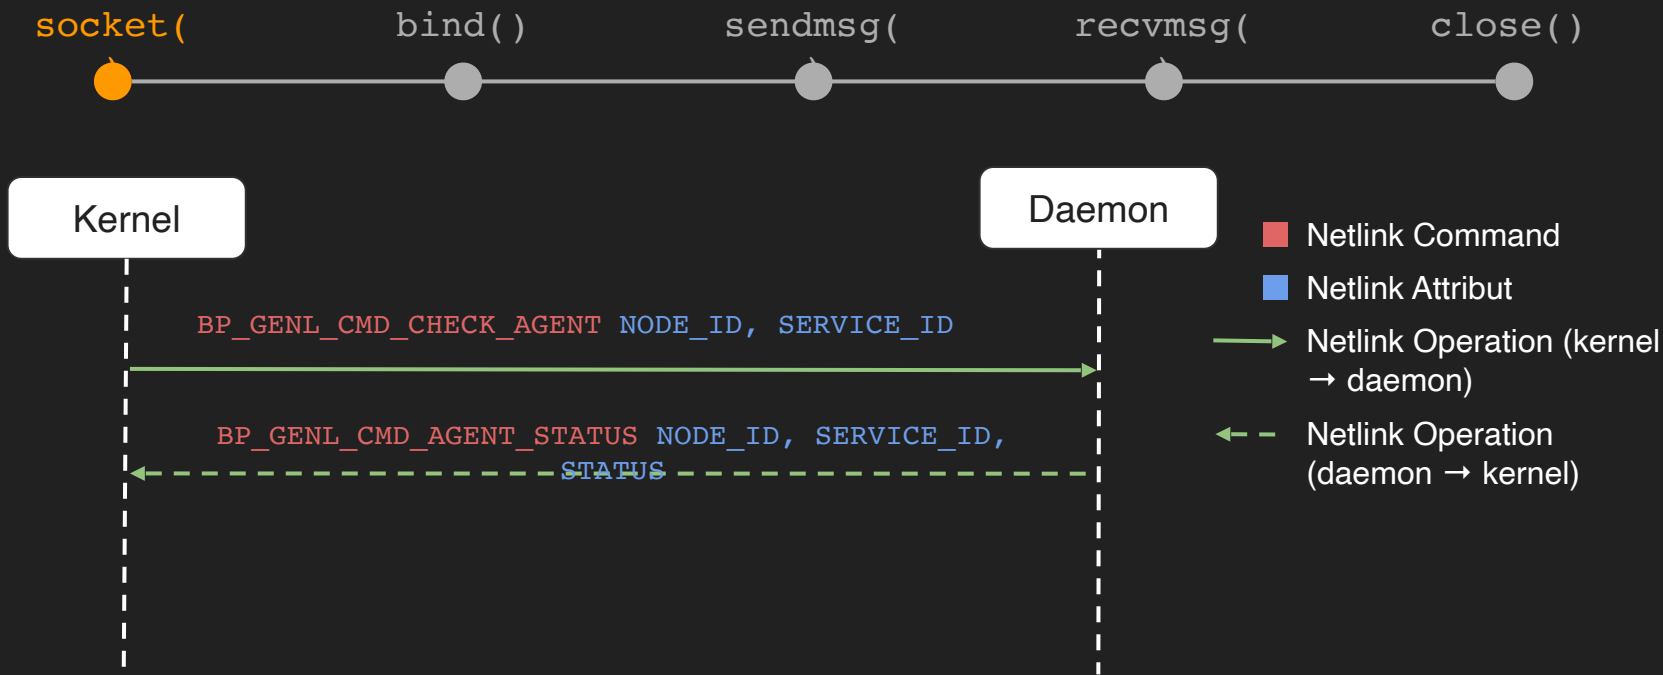 socket(
)
bind()
sendmsg(
)
recvmsg(
)
close()
Kernel
Daemon
BP_GENL_CMD_CHECK_AGENT NODE_ID, SERVICE_ID
BP_GENL_CMD_AGENT_STATUS NODE_ID, SERVICE_ID,
STATUS
Netlink Command
Netlink Attribut
Netlink Operation (kernel
→ daemon)
Netlink Operation
(daemon → kernel)